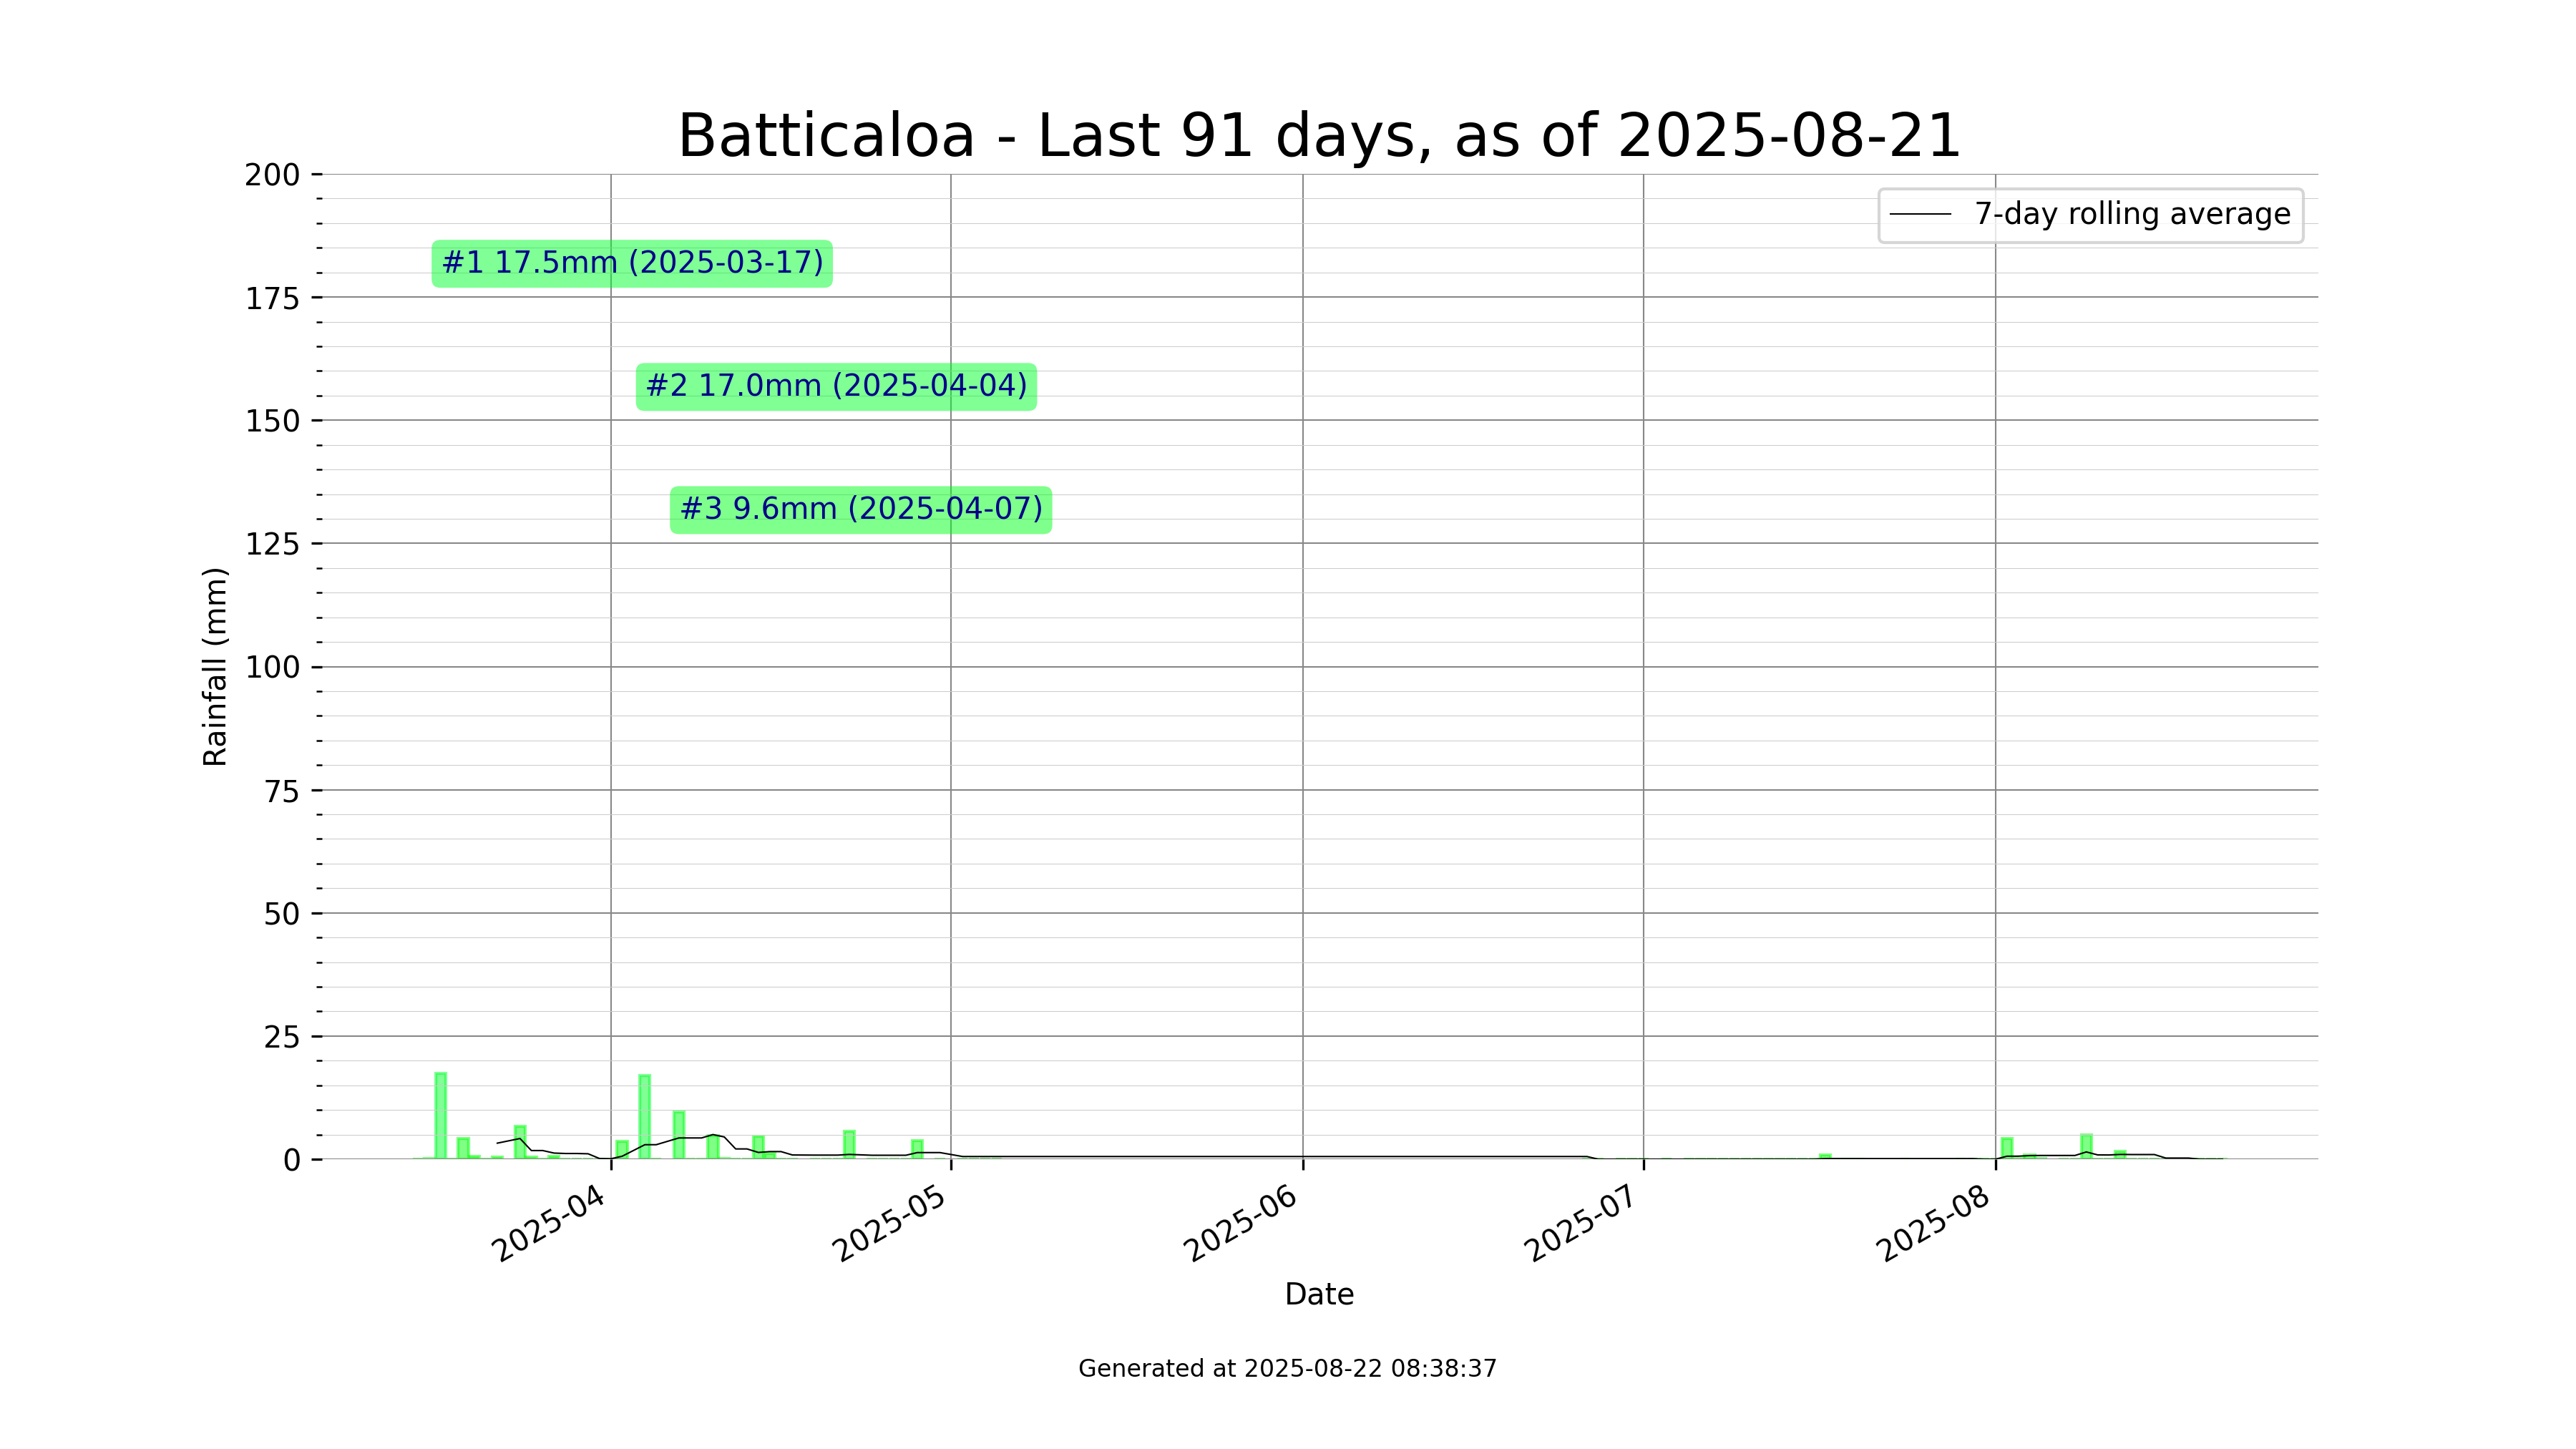 Batticaloa - Last 91 days, as of 2025-08-21
200
175
150
125
100
75
50
25
0
Rainfall (mm)
7-day rolling average
#1 17.5mm (2025-03-17)
#2 17.0mm (2025-04-04)
#3 9.6mm (2025-04-07)
2025-04
2025-05
2025-06
2025-07
2025-08
Date
Generated at 2025-08-22 08:38:37